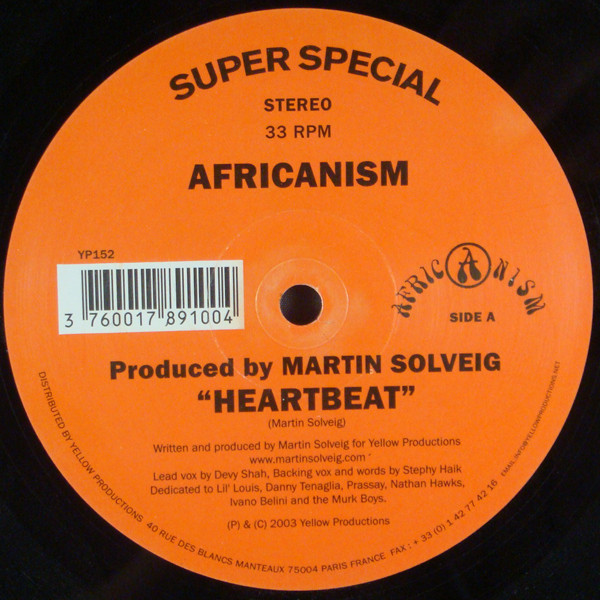 SUPER SPECIAL
STEREO
33 RPM
AFRICANISM
YP152
3 760017 891004
AFRICANISM
SIDE A
Produced by MARTIN SOLVEIG
“HEARTBEAT”
(Martin Solveig)
Written and produced by Martin Solveig for Yellow Productions
www.martinsolveig.com
Lead vox by Devy Shah, Backing vox and words by Stephy Haik
Dedicated to Lil' Louis, Danny Tenaglia, Prassay, Nathan Hawks,
Ivano Belini and the Murk Boys.
(P) & (C) 2003 Yellow Productions
DISTRIBUTED BY YELLOW PRODUCTIONS 40 RUE DES BLANCS MANTEAUX 75004 PARIS FRANCE. FAX : + 33 (0) 1 42 77 42 16 EMAIL:INFO@YELLOWPRODUCTIONS.NET